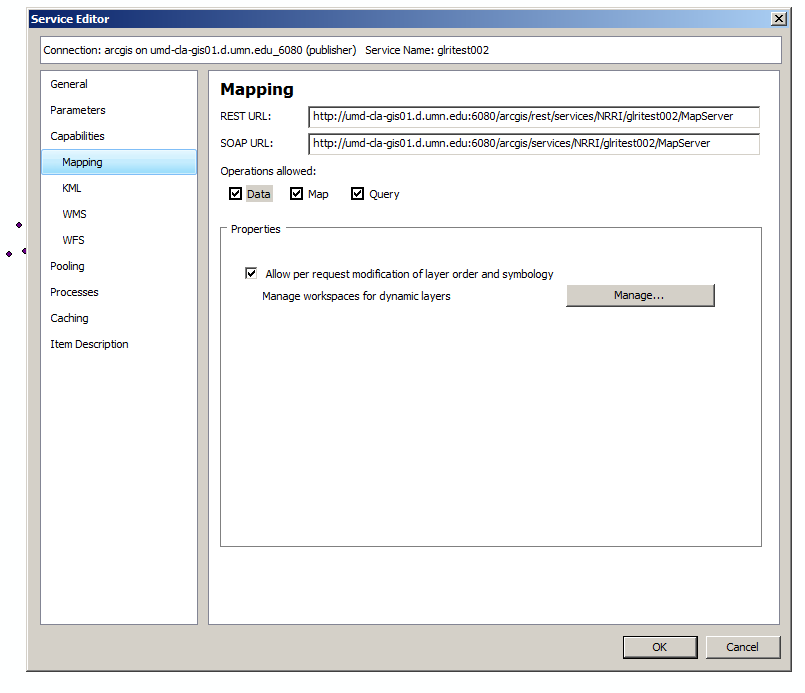 Service Editor
Connection: arcgis on umd-cla-gis01.d.umn.edu_6080 (publisher)   Service Name: glritest002
General
Parameters
Capabilities
Mapping
KML
WMS
WFS
Pooling
Processes
Caching
Item Description
Mapping
REST URL: http://umd-cla-gis01.d.umn.edu:6080/arcgis/rest/services/NRRI/glritest002/MapServer
SOAP URL: http://umd-cla-gis01.d.umn.edu:6080/arcgis/services/NRRI/glritest002/MapServer
Operations allowed:
Data Map Query
Properties
Allow per request modification of layer order and symbology
Manage workspaces for dynamic layers Manage...
OK Cancel